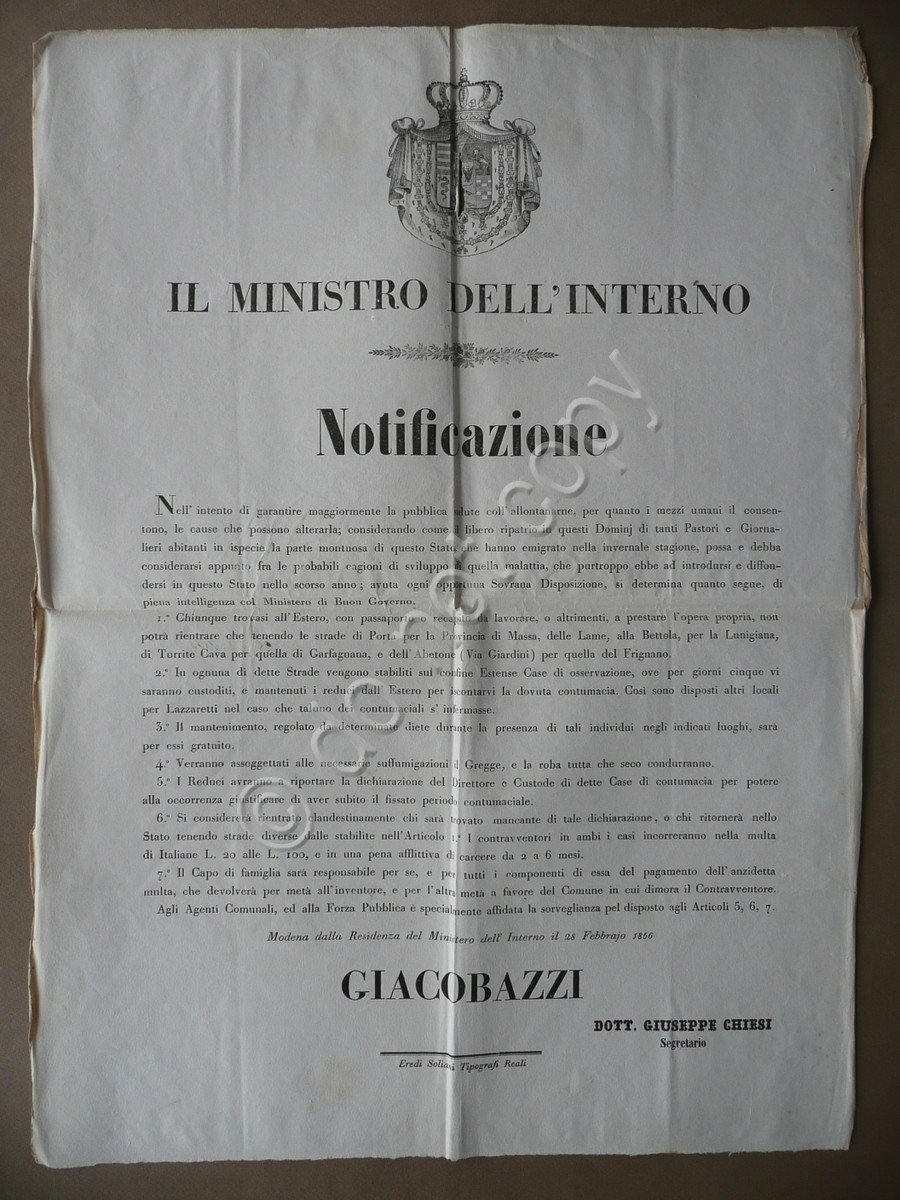 IL MINISTRO DELL'INTERNO
Notificazione
Nell' intento di garantire maggiormente la pubblica salute coll' allontanarne, per quanto i mezzi umani il consen-
tono, le cause che possono alterarla; considerando come il libero ripatrio in questi Dominj di tanti Pastori e Giorna-
lieri abitanti in ispecie la parte montuosa di questo Stato che hanno emigrato nella invernale stagione, possa e debba
considerarsi appunto fra le probabili cagioni di sviluppo di quella malattia, che purtroppo ebbe ad introdursi e diffon-
dersi in questo Stato nello scorso anno; avuta ogni opportuna Sovrana Disposizione, si determina quanto segue, di
piena intelligenza col Ministero di Buon Governo.
1.° Chiunque trovasi all'Estero, con passaporto o recapito da lavorare, o altrimenti, a prestare l'opera propria, non
potrà rientrare che tenendo le strade di Porta per la Provincia di Massa, delle Lame, alla Bettola, per la Lunigiana,
di Turrite Cava per quella di Garfagnana, e dell'Abetone (Via Giardini) per quella del Frignano.
2.° In ognuna di dette Strade vengono stabiliti sul confine Estense Case di osservazione, ove per giorni cinque vi
saranno custoditi, e mantenuti i reduci dall' Estero per iscontarvi la dovuta contumacia. Così sono disposti altri locali
per Lazzaretti nel caso che taluno dei contumaciali s' infermasse.
3.° Il mantenimento, regolato da determinate diete durante la presenza di tali individui negli indicati luoghi, sarà
per essi gratuito.
4.° Verranno assoggettati alle necessarie suffumigazioni il Gregge, e la roba tutta che seco condurranno.
5.° I Reduci avranno a riportare la dichiarazione del Direttore e Custode di dette Case di contumacia per potere
alla occorrenza giustificare di aver subito il fissato periodo contumaciale.
6.° Si considererà rientrato clandestinamente chi sarà trovato mancante di tale dichiarazione, o chi ritornerà nello
Stato tenendo strade diverse dalle stabilite nell'Articolo 1.° I contravventori in ambi i casi incorreranno nella multa
di Italiane L. 20 alle L. 100, e in una pena afflittiva di carcere da 2 a 6 mesi.
7.° Il Capo di famiglia sarà responsabile per se, e per tutti i componenti di essa del pagamento dell'anzidetta
multa, che devolverà per metà all'inventore, e per l'altra metà a favore del Comune in cui dimora il Contravventore.
Agli Agenti Comunali, ed alla Forza Pubblica è specialmente affidata la sorveglianza pel disposto agli Articoli 5, 6, 7.
Modena dalla Residenza del Ministero dell' Interno il 28 Febbrajo 1856
GIACOBAZZI
DOTT. GIUSEPPE CHIESI
Segretario
Eredi Soliani Tipografi Reali